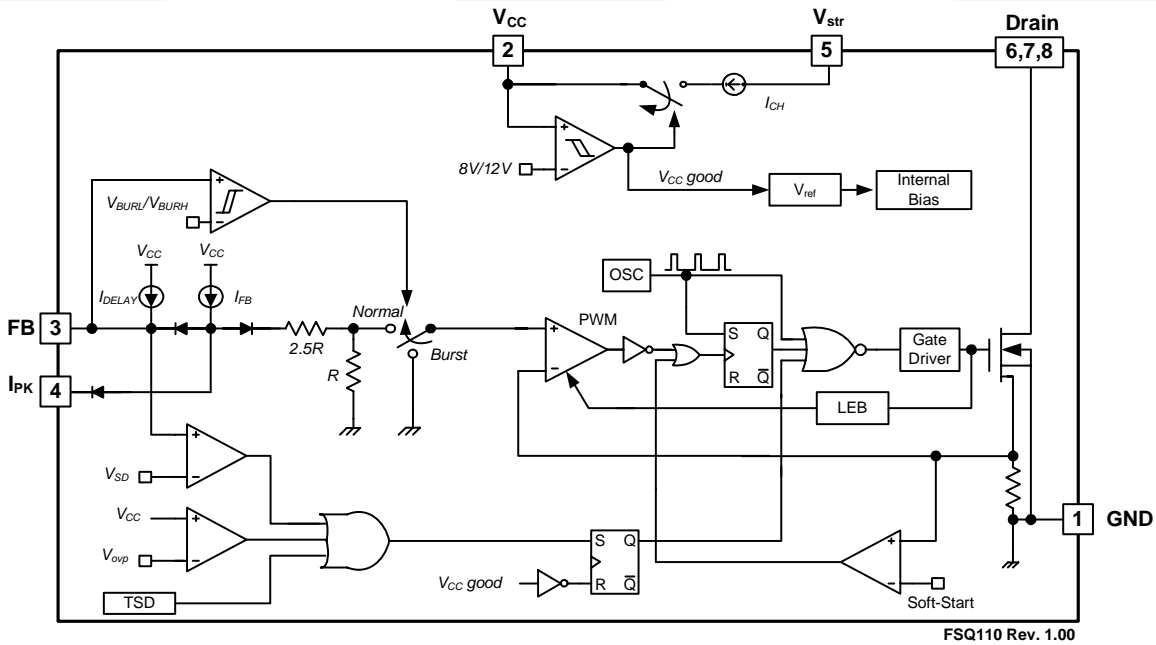 VCC
Vstr
Drain
2
5
6,7,8
ICH
8V/12V
+
−
VCC good
Vref
Internal
Bias
VBURL/VBURH
+
−
VCC
VCC
IDELAY
IFB
OSC
FB
3
Normal
2.5R
Burst
R
+
−
PWM
S
Q
R
Q
Gate
Driver
IPK
4
LEB
VSD
+
−
VCC
Vovp
+
−
TSD
S
Q
R
Q
VCC good
+
−
Soft-Start
1
GND
FSQ110 Rev. 1.00